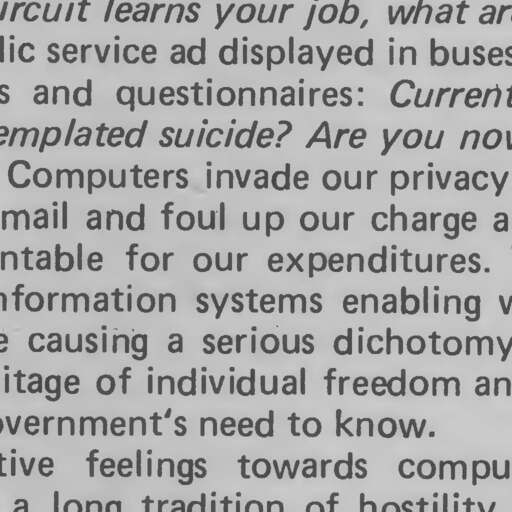 ircuit learns your job, what ar
lic service ad displayed in buses
s and questionnaires: Current
emplated suicide? Are you now
Computers invade our privacy
mail and foul up our charge a
ntable for our expenditures.
nformation systems enabling w
e causing a serious dichotomy
itage of individual freedom an
overnment's need to know.
tive feelings towards compu
a long tradition of hostility